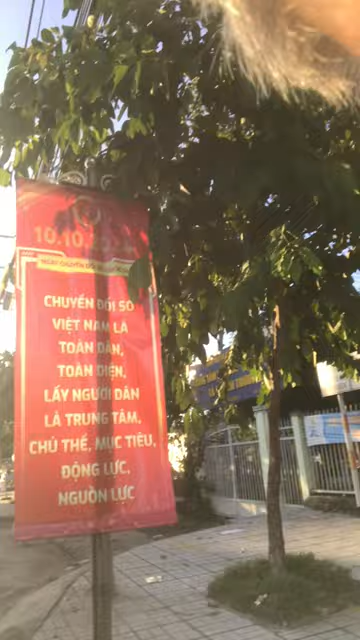 10.10.
CHUYỂN ĐỔI SỐ
VIỆT NAM LÀ
TOÀN DÂN,
TOÀN DIỆN,
LẤY NGƯỜI DÂN
LÀ TRUNG TÂM,
CHỦ THỂ, MỤC TIÊU,
ĐỘNG LỰC,
NGUỒN LỰC